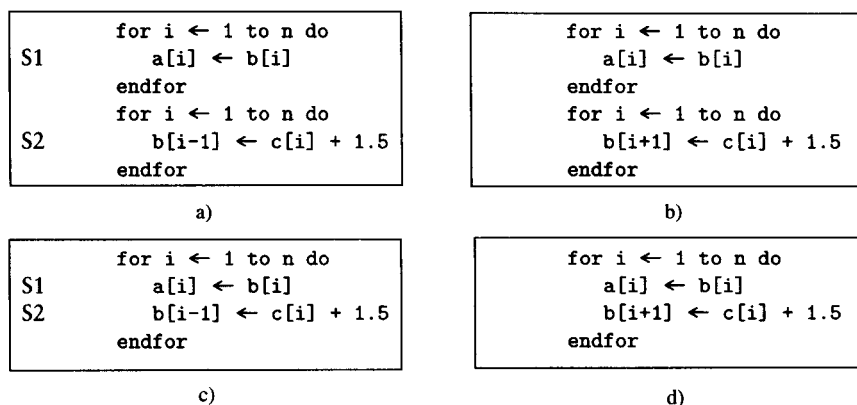 for i ← 1 to n do
S1 a[i] ← b[i]
endfor
for i ← 1 to n do
S2 b[i-1] ← c[i] + 1.5
endfor
a)
for i ← 1 to n do
a[i] ← b[i]
endfor
for i ← 1 to n do
b[i+1] ← c[i] + 1.5
endfor
b)
for i ← 1 to n do
S1 a[i] ← b[i]
S2 b[i-1] ← c[i] + 1.5
endfor
c)
for i ← 1 to n do
a[i] ← b[i]
b[i+1] ← c[i] + 1.5
endfor
d)